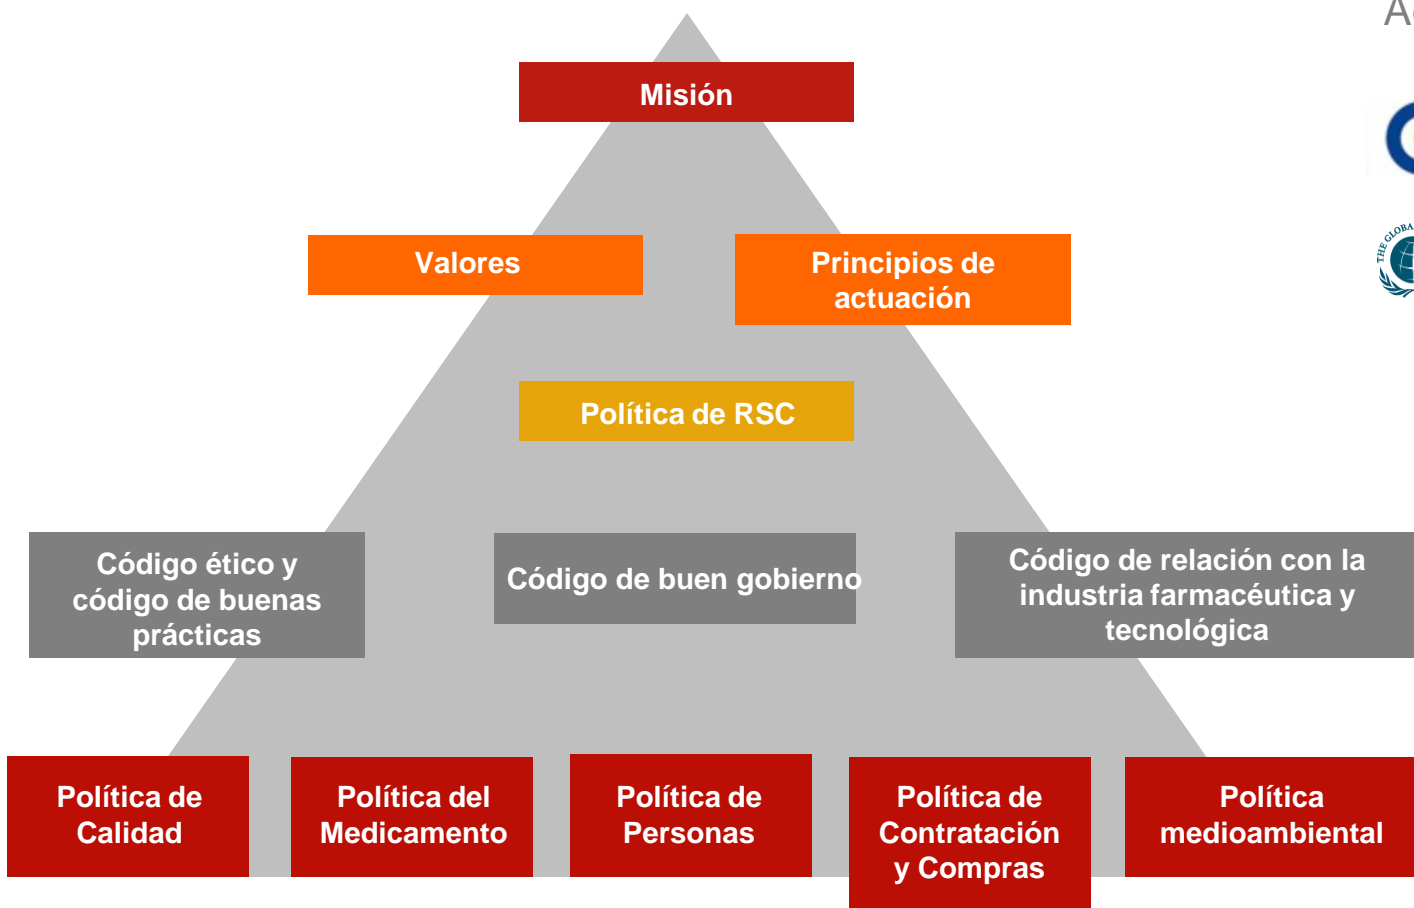 Misión
Valores
Principios de
actuación
Política de RSC
Código ético y
código de buenas
prácticas
Código de buen gobierno
Código de relación con la
industria farmacéutica y
tecnológica
Política de
Calidad
Política del
Medicamento
Política de
Personas
Política de
Contratación
y Compras
Política
medioambiental
THE GLOBA